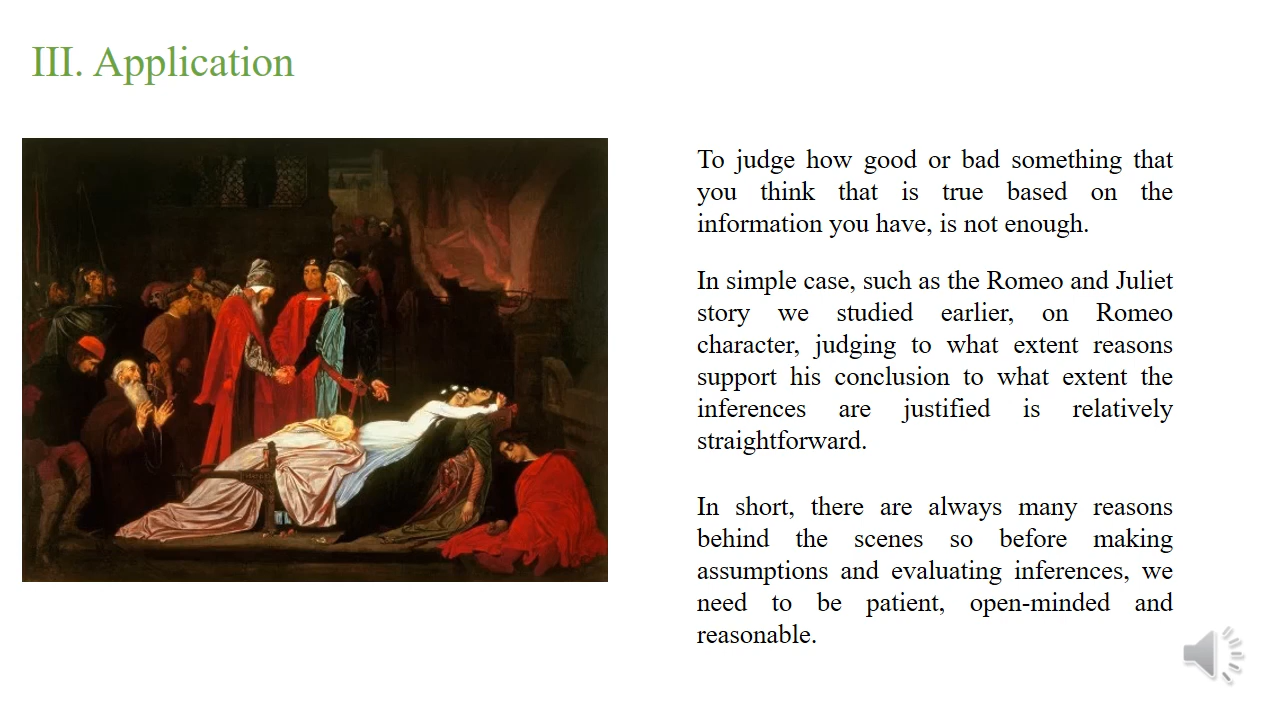 III. Application
To judge how good or bad something that
you think that is true based on the
information you have, is not enough.
In simple case, such as the Romeo and Juliet
story we studied earlier, on Romeo
character, judging to what extent reasons
support his conclusion to what extent the
inferences are justified is relatively
straightforward.
In short, there are always many reasons
behind the scenes so before making
assumptions and evaluating inferences, we
need to be patient, open-minded and
reasonable.